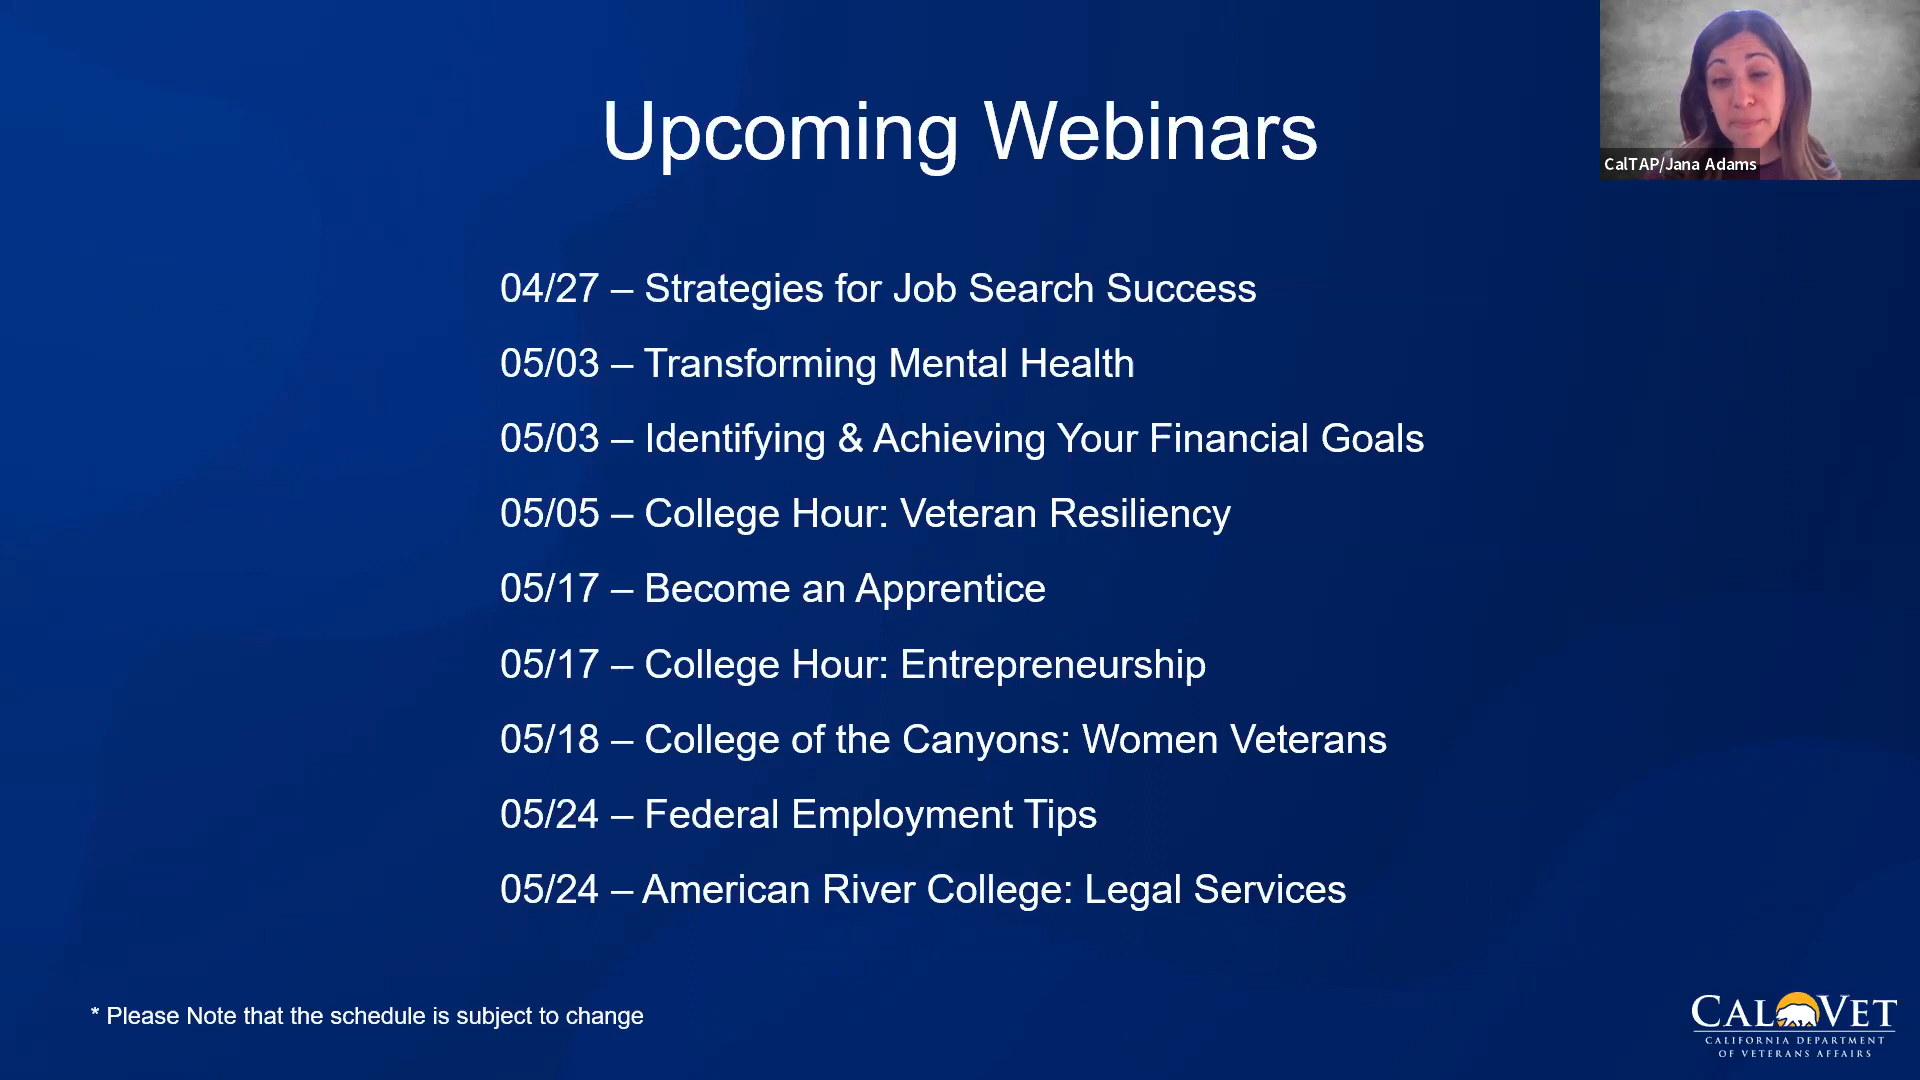 Upcoming Webinars
CalTAP/Jana Adams
04/27 – Strategies for Job Search Success
05/03 – Transforming Mental Health
05/03 – Identifying & Achieving Your Financial Goals
05/05 – College Hour: Veteran Resiliency
05/17 – Become an Apprentice
05/17 – College Hour: Entrepreneurship
05/18 – College of the Canyons: Women Veterans
05/24 – Federal Employment Tips
05/24 – American River College: Legal Services
* Please Note that the schedule is subject to change
CALVET
CALIFORNIA DEPARTMENT
OF VETERANS AFFAIRS